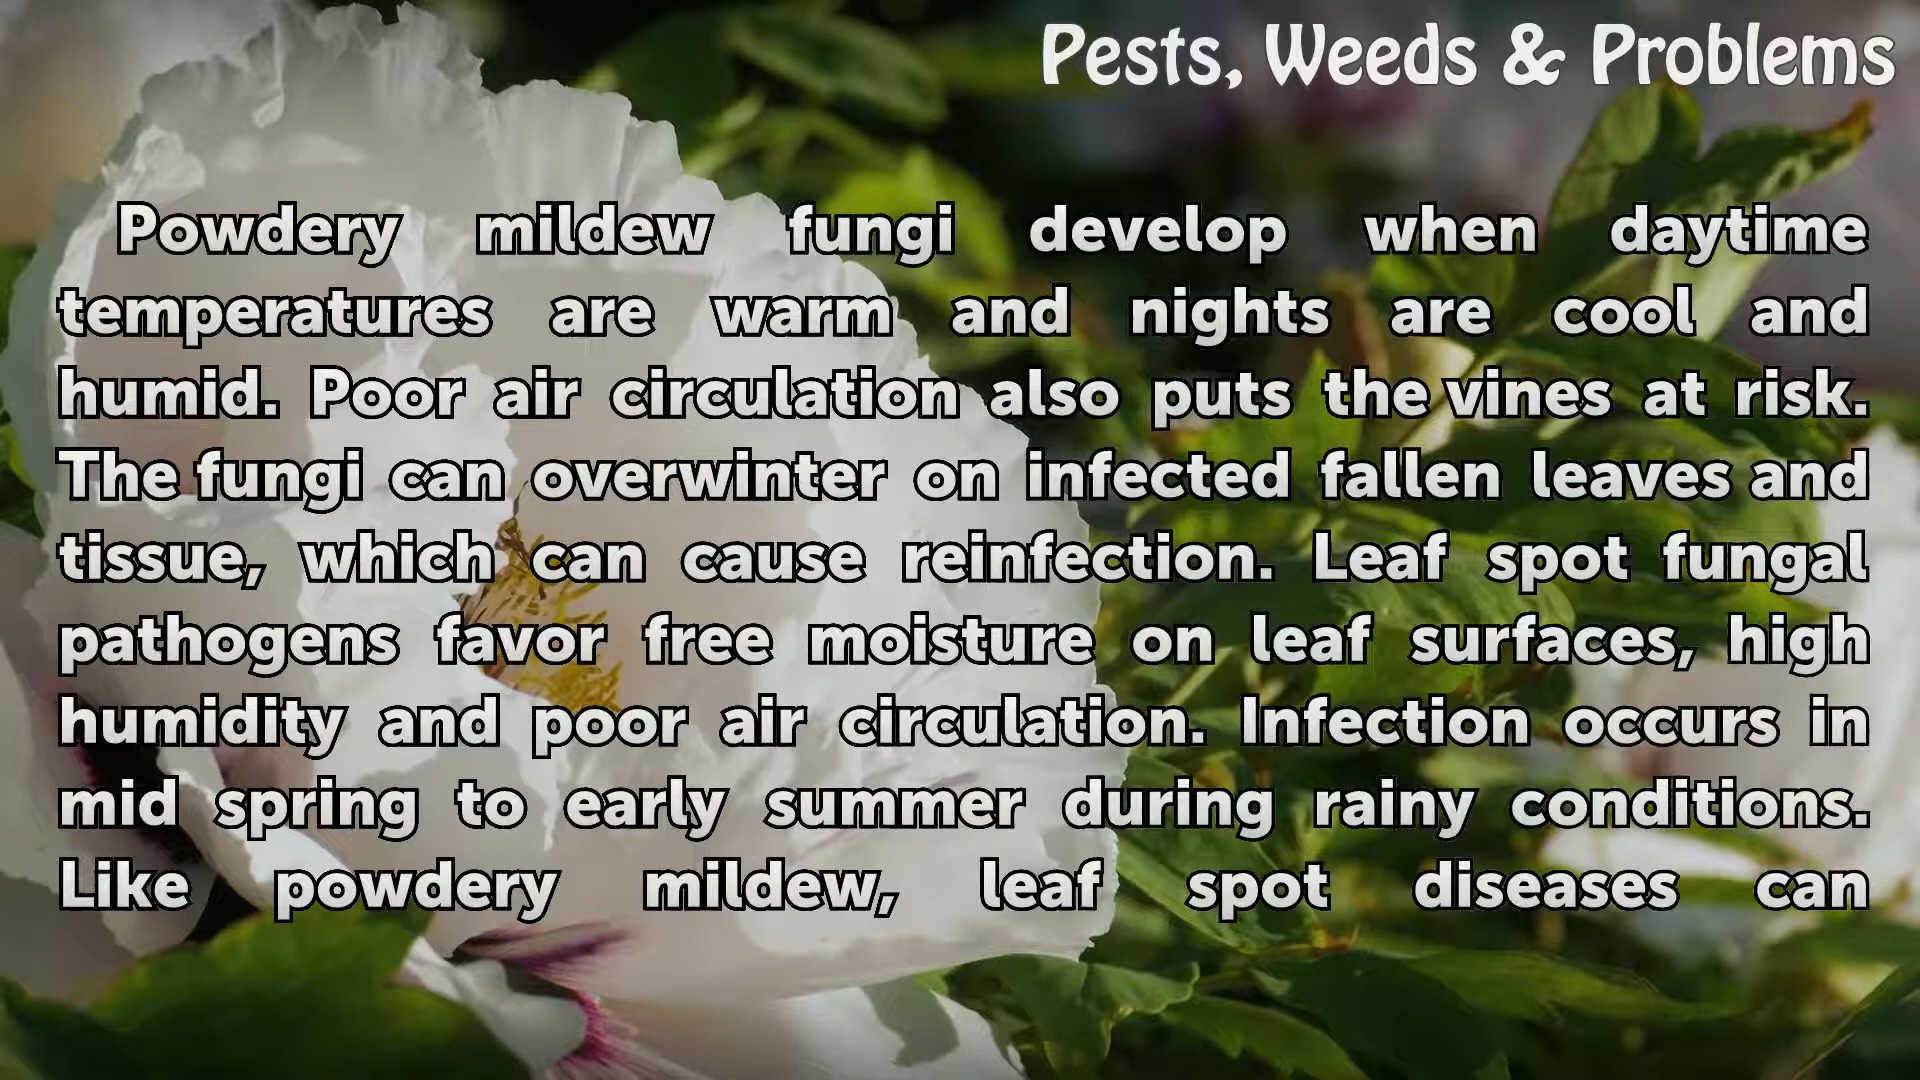 Pests, Weeds & Problems
Powdery mildew fungi develop when daytime
temperatures are warm and nights are cool and
humid. Poor air circulation also puts the vines at risk.
The fungi can overwinter on infected fallen leaves and
tissue, which can cause reinfection. Leaf spot fungal
pathogens favor free moisture on leaf surfaces, high
humidity and poor air circulation. Infection occurs in
mid spring to early summer during rainy conditions.
Like powdery mildew, leaf spot diseases can